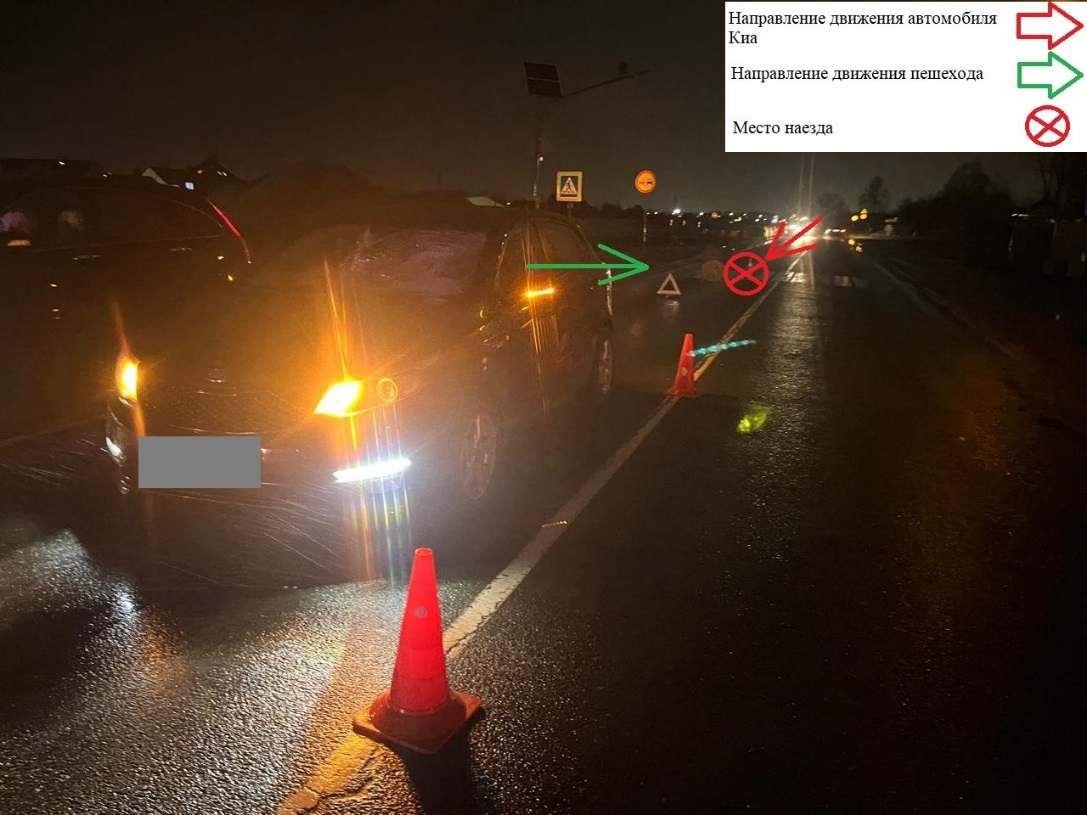 Направление движения автомобиля
Киа
Направление движения пешехода
Место наезда